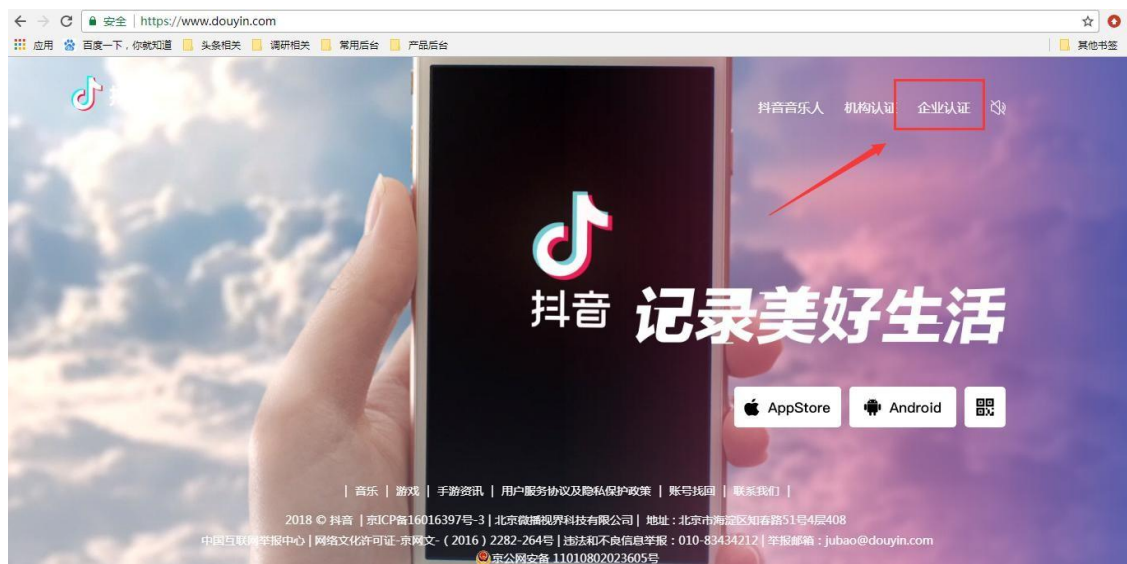 安全 | https://www.douyin.com
应用 百度一下，你就知道 头条相关 调研相关 常用后台 产品后台 其他书签
抖音音乐人 机构认证 企业认证
抖音
记录美好生活
AppStore Android
| 音乐 | 游戏 | 手游资讯 | 用户服务协议及隐私保护政策 | 账号找回 | 联系我们 |
2018 © 抖音 | 京ICP备16016397号-3 | 北京微播视界科技有限公司 | 地址：北京市海淀区知春路51号4层408
中国互联网举报中心 | 网络文化许可证-京网文-（2016）2282-264号 | 违法和不良信息举报：010-83434212 | 举报邮箱：jubao@douyin.com
京公网安备 11010802023605号